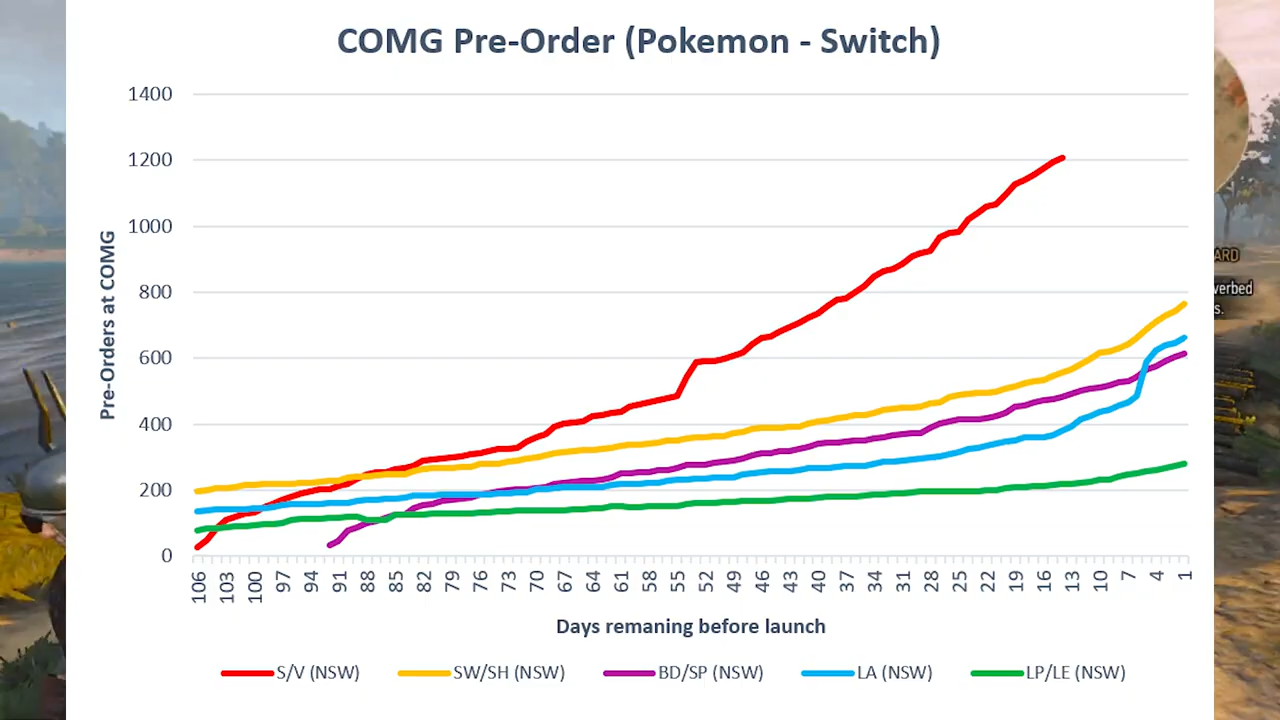 COMG Pre-Order (Pokemon - Switch)
1400
1200
1000
800
600
400
200
0
Pre-Orders at COMG
106 103 100 97 94 91 88 85 82 79 76 73 70 67 64 61 58 55 52 49 46 43 40 37 34 31 28 25 22 19 16 13 10 7 4 1
Days remaning before launch
S/V (NSW) SW/SH (NSW) BD/SP (NSW) LA (NSW) LP/LE (NSW)
ARD
verbed
s.